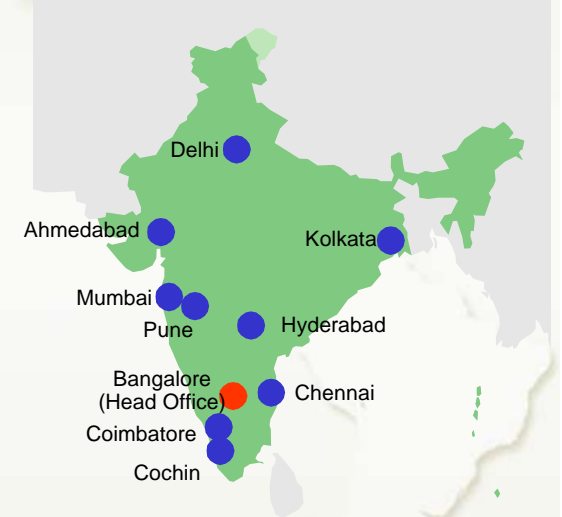 Delhi
Ahmedabad
Kolkata
Mumbai
Pune
Hyderabad
Bangalore
(Head Office)
Chennai
Coimbatore
Cochin